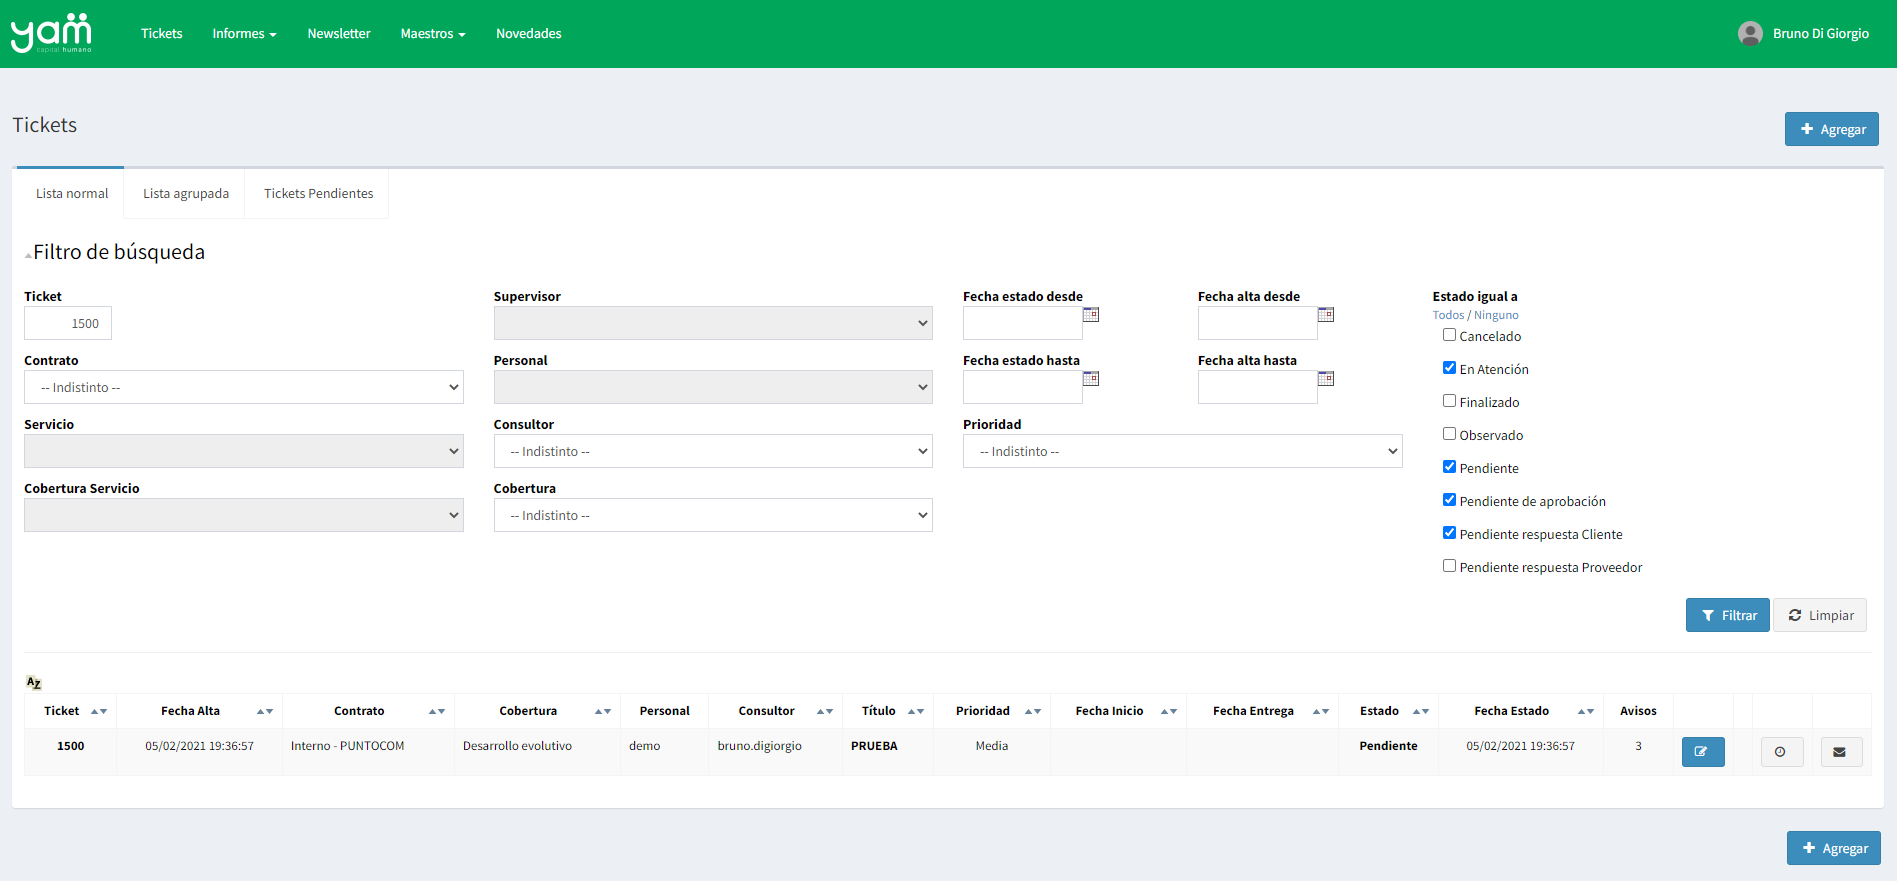 yam
capital humano
Tickets
Informes
Newsletter
Maestros
Novedades
Bruno Di Giorgio
Tickets
Agregar
Lista normal
Lista agrupada
Tickets Pendientes
Filtro de búsqueda
Ticket
1500
Supervisor
Fecha estado desde
Fecha alta desde
Estado igual a
Todos / Ninguno
Cancelado
En Atención
Finalizado
Observado
Pendiente
Pendiente de aprobación
Pendiente respuesta Cliente
Pendiente respuesta Proveedor
Contrato
-- Indistinto --
Personal
Fecha estado hasta
Fecha alta hasta
Servicio
Consultor
-- Indistinto --
Prioridad
-- Indistinto --
Cobertura Servicio
Cobertura
-- Indistinto --
Filtrar
Limpiar
AZ
Ticket Fecha Alta Contrato Cobertura Personal Consultor Título Prioridad Fecha Inicio Fecha Entrega Estado Fecha Estado Avisos
1500 05/02/2021 19:36:57 Interno - PUNTOCOM Desarrollo evolutivo demo bruno.digiorgio PRUEBA Media Pendiente 05/02/2021 19:36:57 3
Agregar